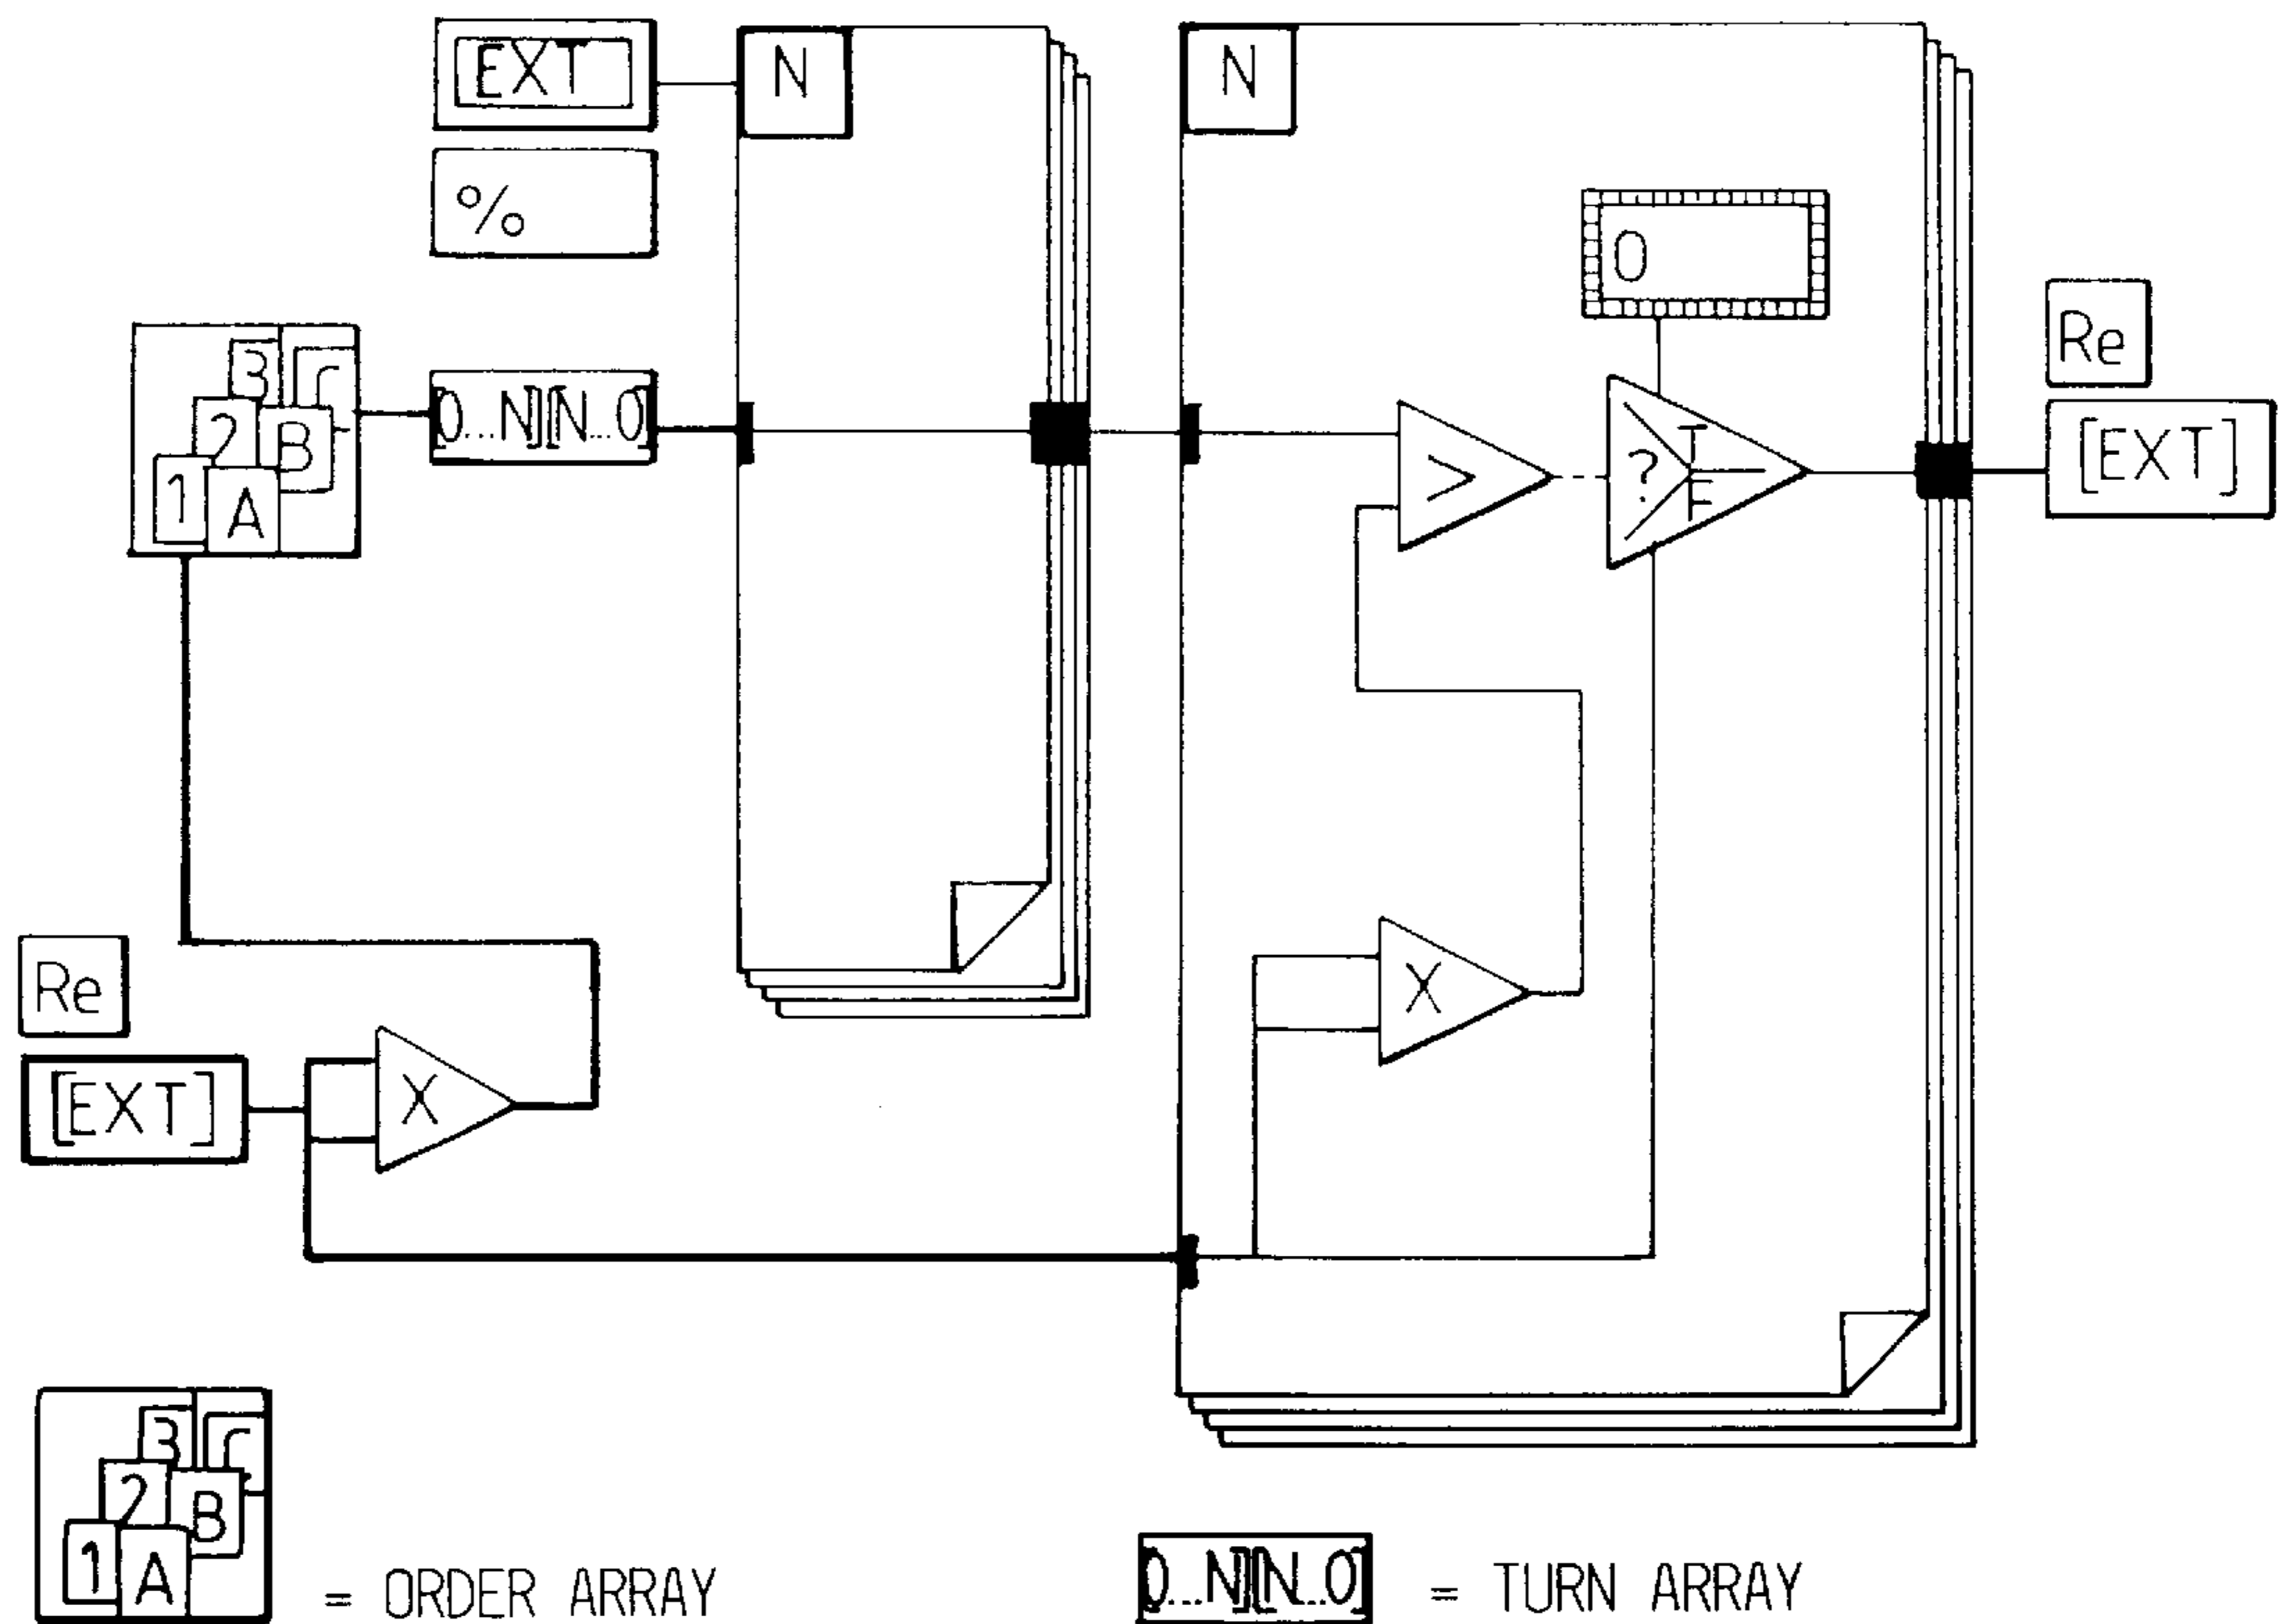 EXT
N
N
%
0
Re
3 Γ
2 B
1 A
[0...N][N...0]
>
? T
F
[EXT]
X
Re
[EXT]
X
3 Γ
2 B
1 A
= ORDER ARRAY
[0...N][N...0]
= TURN ARRAY